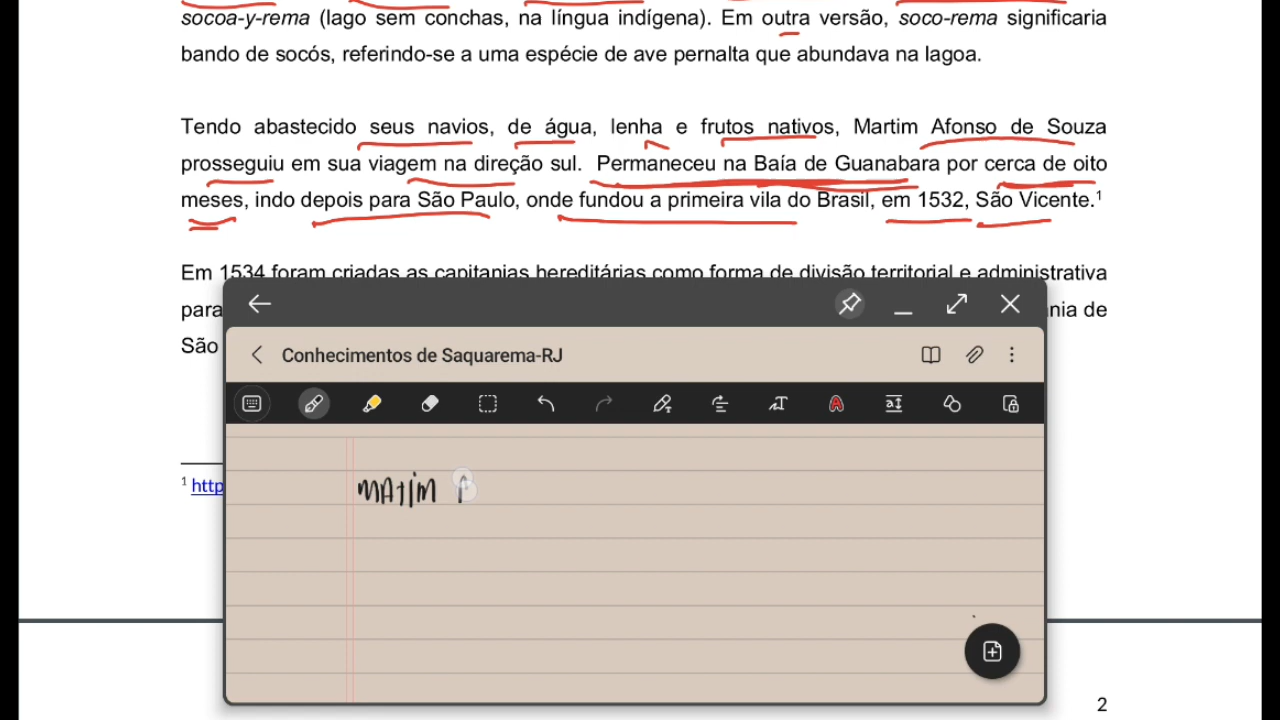 socoa-y-rema (lago sem conchas, na língua indígena). Em outra versão, soco-rema significaria
bando de socós, referindo-se a uma espécie de ave pernalta que abundava na lagoa.
Tendo abastecido seus navios, de água, lenha e frutos nativos, Martim Afonso de Souza
prosseguiu em sua viagem na direção sul. Permaneceu na Baía de Guanabara por cerca de oito
meses, indo depois para São Paulo, onde fundou a primeira vila do Brasil, em 1532, São Vicente.1
Em 1534 foram criadas as capitanias hereditárias como forma de divisão territorial e administrativa
para
nia de
São
Conhecimentos de Saquarema-RJ
matim
1 http
2